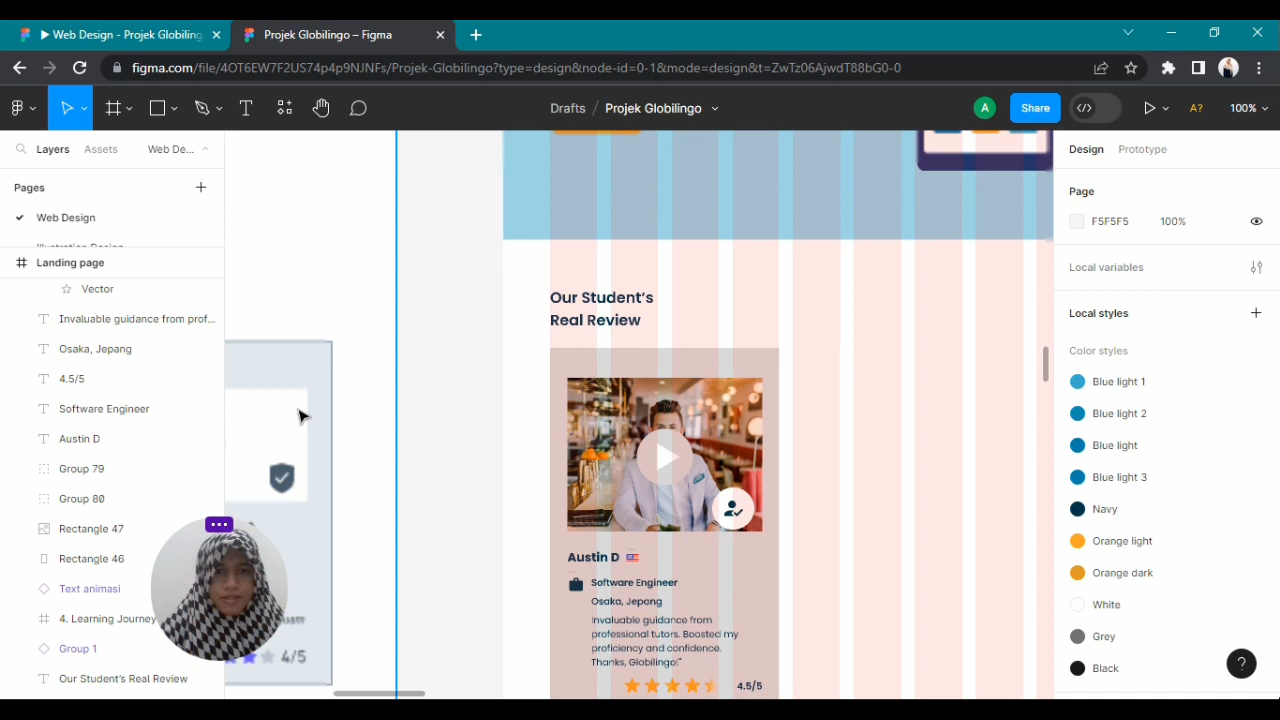 Web Design - Projek Globilingo
Projek Globilingo – Figma
figma.com/file/4OT6EW7F2US74p4p9NJNFs/Projek-Globilingo?type=design&node-id=0-1&mode=design&t=ZwTz06AjwdT88bG0-0
Drafts / Projek Globilingo
A
Share
A?
100%
Layers
Assets
Web De...
Pages
Web Design
Illustration Design
Landing page
Vector
Invaluable guidance from prof...
Osaka, Jepang
4.5/5
Software Engineer
Austin D
Group 79
Group 80
Rectangle 47
Rectangle 46
Text animasi
4. Learning Journey
Group 1
Our Student's Real Review
4/5
Our Student's
Real Review
Austin D
Software Engineer
Osaka, Jepang
Invaluable guidance from
professional tutors. Boosted my
proficiency and confidence.
Thanks, Globilingo!"
4.5/5
Design
Prototype
Page
F5F5F5
100%
Local variables
Local styles
Color styles
Blue light 1
Blue light 2
Blue light
Blue light 3
Navy
Orange light
Orange dark
White
Grey
Black
?